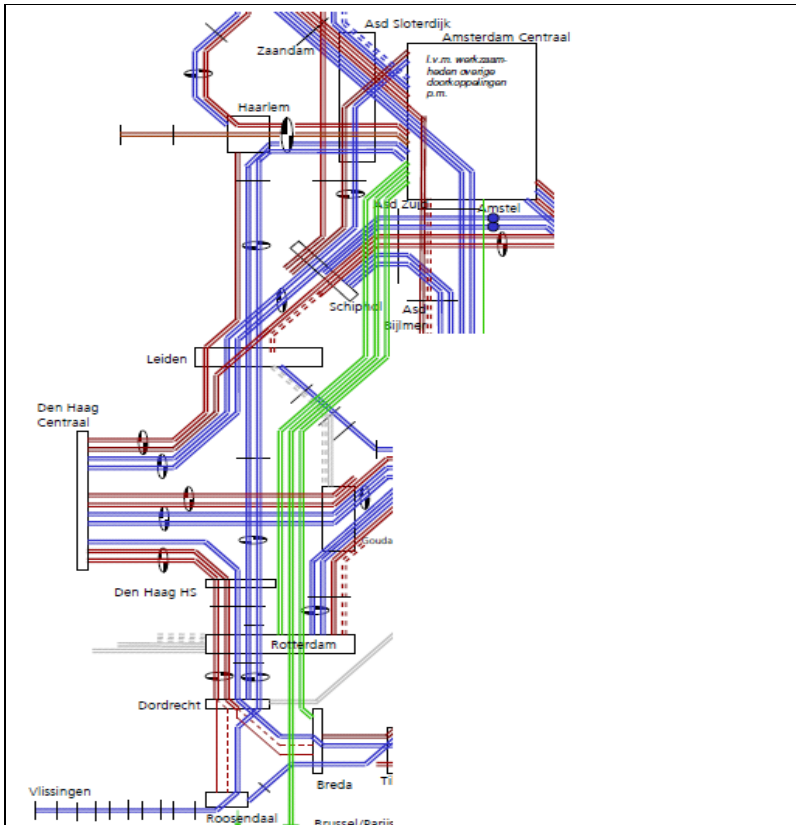 Asd Sloterdijk
Zaandam
Amsterdam Centraal
I.v.m. werkzaam-
heden overige
doorkoppelingen
p.m.
Haarlem
Asd Zuid
Amstel
Schiphol
Asd
Bijlmer
Leiden
Den Haag
Centraal
Gouda
Den Haag HS
Rotterdam
Dordrecht
Breda
Ti
Vlissingen
Roosendaal
Brussel/Parijs